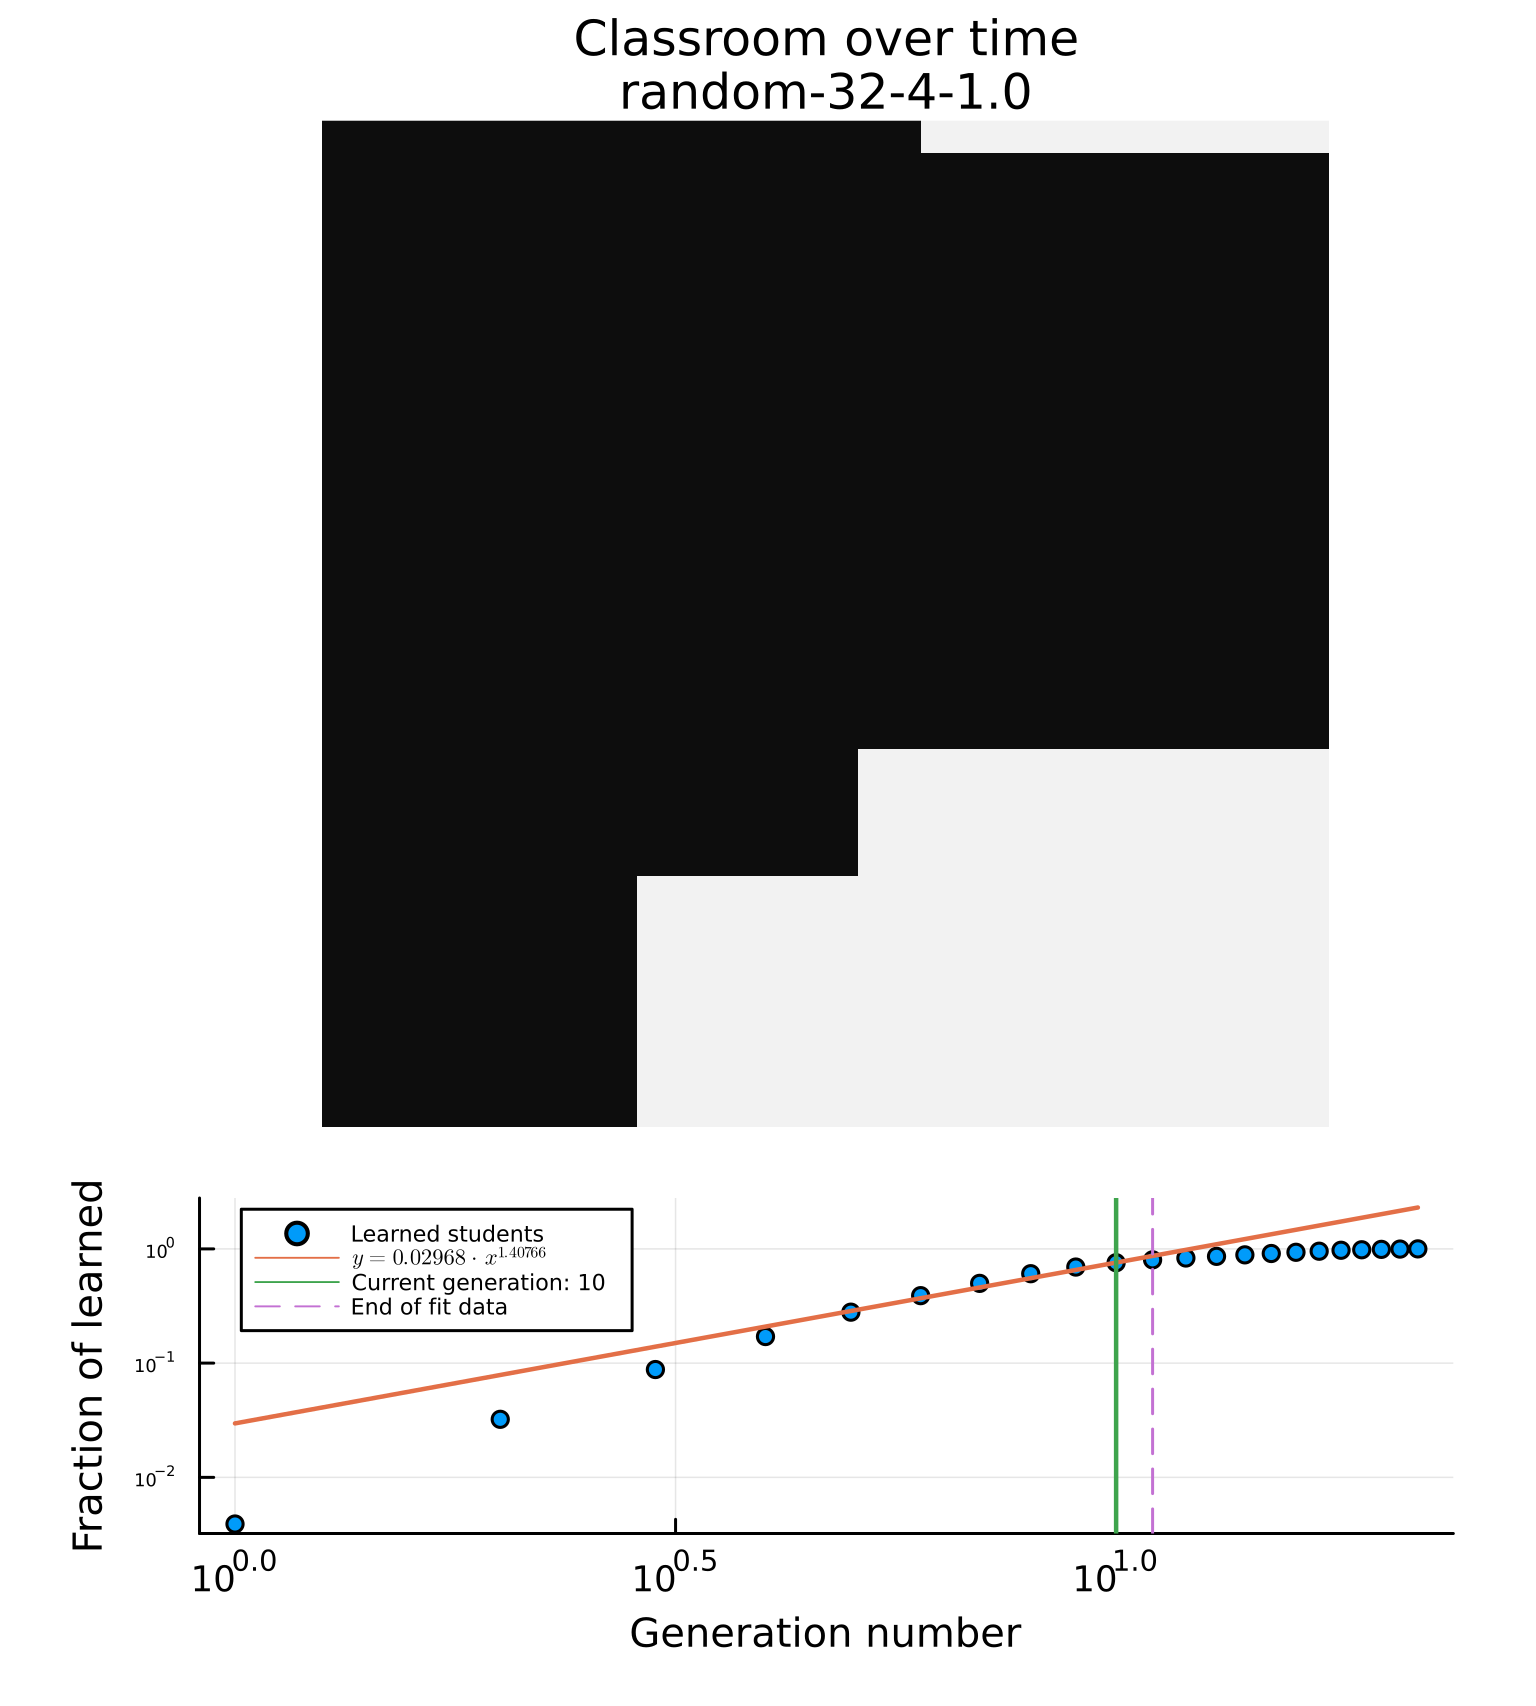 Classroom over time
random-32-4-1.0
Fraction of learned
10^0
10^−1
10^−2
Learned students
y = 0.02968 · x^1.40766
Current generation: 10
End of fit data
10^0.0
10^0.5
10^1.0
Generation number